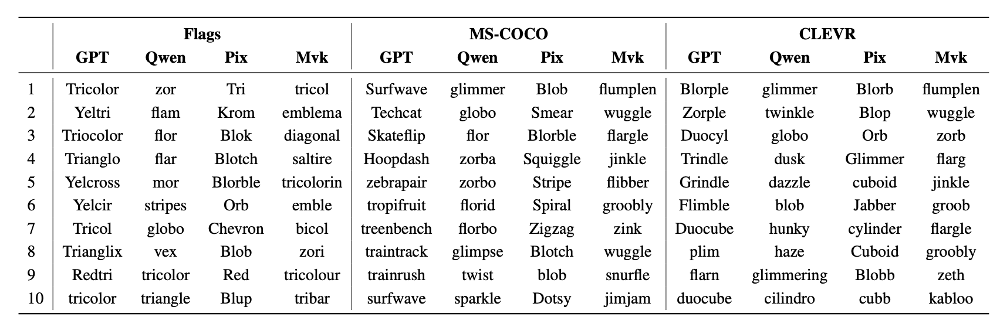 Flags MS-COCO CLEVR
GPT Qwen Pix Mvk GPT Qwen Pix Mvk GPT Qwen Pix Mvk
1 Tricolor zor Tri tricol Surfwave glimmer Blob flumplen Blorple glimmer Blorb flumplen
2 Yeltri flam Krom emblema Techcat globo Smear wuggle Zorple twinkle Blop wuggle
3 Triocolor flor Blok diagonal Skateflip flor Blorble flargle Duocyl globo Orb zorb
4 Trianglo flar Blotch saltire Hoopdash zorba Squiggle jinkle Trindle dusk Glimmer flarg
5 Yelcross mor Blorble tricolorin zebrapair zorbo Stripe flibber Grindle dazzle cuboid jinkle
6 Yelcir stripes Orb emble tropifruit florid Spiral groobly Flimble blob Jabber groob
7 Tricol globo Chevron bicol treenbench florbo Zigzag zink Duocube hunky cylinder flargle
8 Trianglix vex Blob zori traintrack glimpse Blotch wuggle plim haze Cuboid groobly
9 Redtri tricolor Red tricolour trainrush twist blob snurfle flarn glimmering Blobb zeth
10 tricolor triangle Blup tribar surfwave sparkle Dotsy jimjam duocube cilindro cubb kabloo